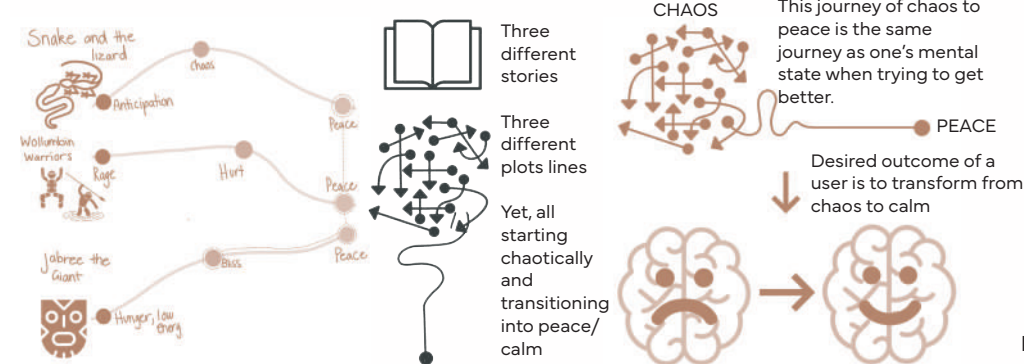 Snake and the
lizard
Chaos
Anticipation
Peace
Wollumbin
Warriors
Rage
Hurt
Peace
Jabree the
Giant
Bliss
Peace
Hunger, low
energy
Three
different
stories
Three
different
plots lines
Yet, all
starting
chaotically
and
transitioning
into peace/
calm
CHAOS
This journey of chaos to
peace is the same
journey as one's mental
state when trying to get
better.
PEACE
Desired outcome of a
user is to transform from
chaos to calm